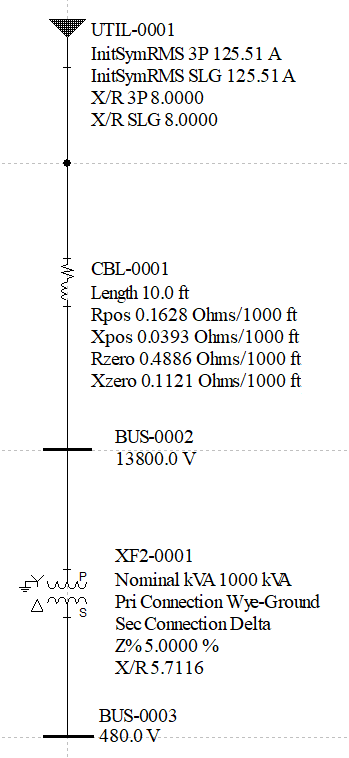 UTIL-0001
InitSymRMS 3P 125.51 A
InitSymRMS SLG 125.51 A
X/R 3P 8.0000
X/R SLG 8.0000
CBL-0001
Length 10.0 ft
Rpos 0.1628 Ohms/1000 ft
Xpos 0.0393 Ohms/1000 ft
Rzero 0.4886 Ohms/1000 ft
Xzero 0.1121 Ohms/1000 ft
BUS-0002
13800.0 V
XF2-0001
P
Nominal kVA 1000 kVA
Pri Connection Wye-Ground
S
Sec Connection Delta
Z% 5.0000 %
X/R 5.7116
BUS-0003
480.0 V